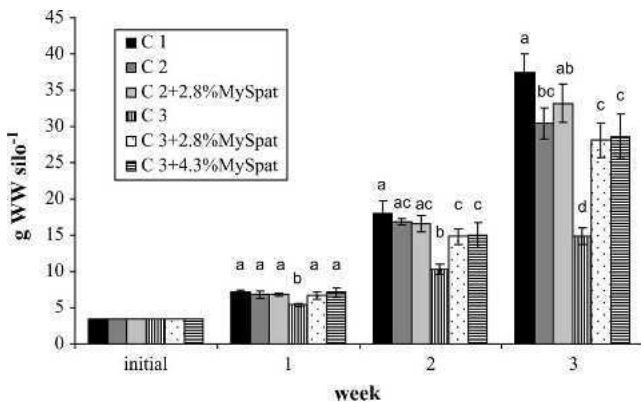 g WW silo-1
45
40
35
30
25
20
15
10
5
0
C 1
C 2
C 2+2.8%MySpat
C 3
C 3+2.8%MySpat
C 3+4.3%MySpat
a a a b a a
a ac ac b c c
a bc ab d c c
initial 1 2 3
week